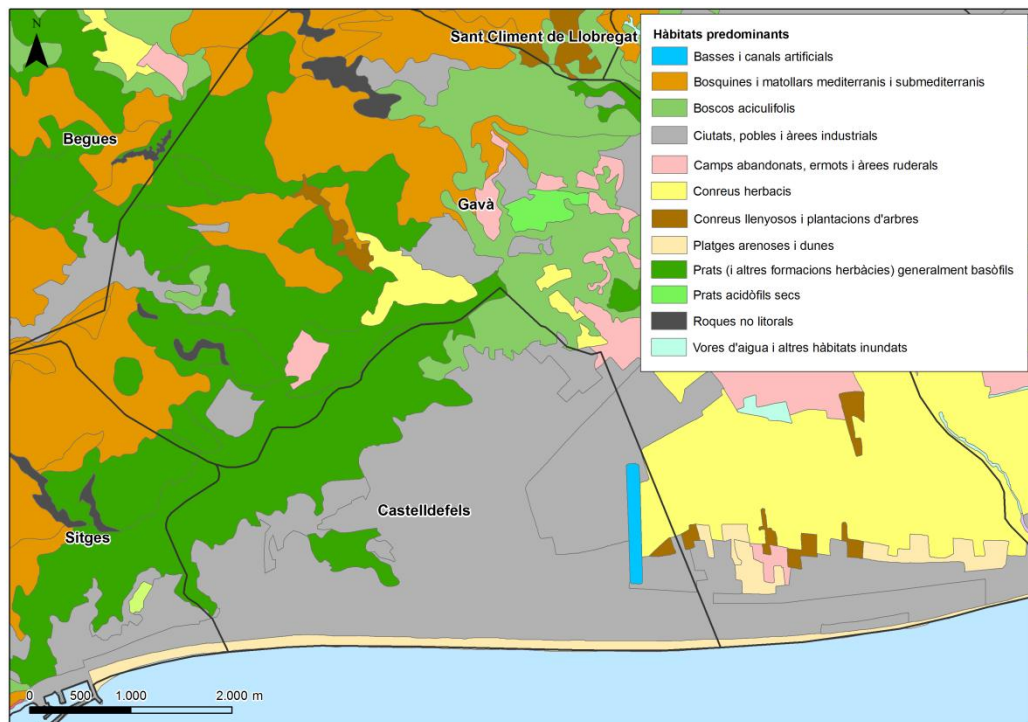 N
Sant Climent de Llobregat
Begues
Gavà
Castelldefels
Sitges
Hàbitats predominants
Basses i canals artificials
Bosquines i matollars mediterranis i submediterranis
Boscos aciculifolis
Ciutats, pobles i àrees industrials
Camps abandonats, ermots i àrees ruderals
Conreus herbacis
Conreus llenyosos i plantacions d'arbres
Platges arenoses i dunes
Prats (i altres formacions herbàcies) generalment basòfils
Prats acidòfils secs
Roques no litorals
Vores d'aigua i altres hàbitats inundats
0 500 1.000 2.000 m